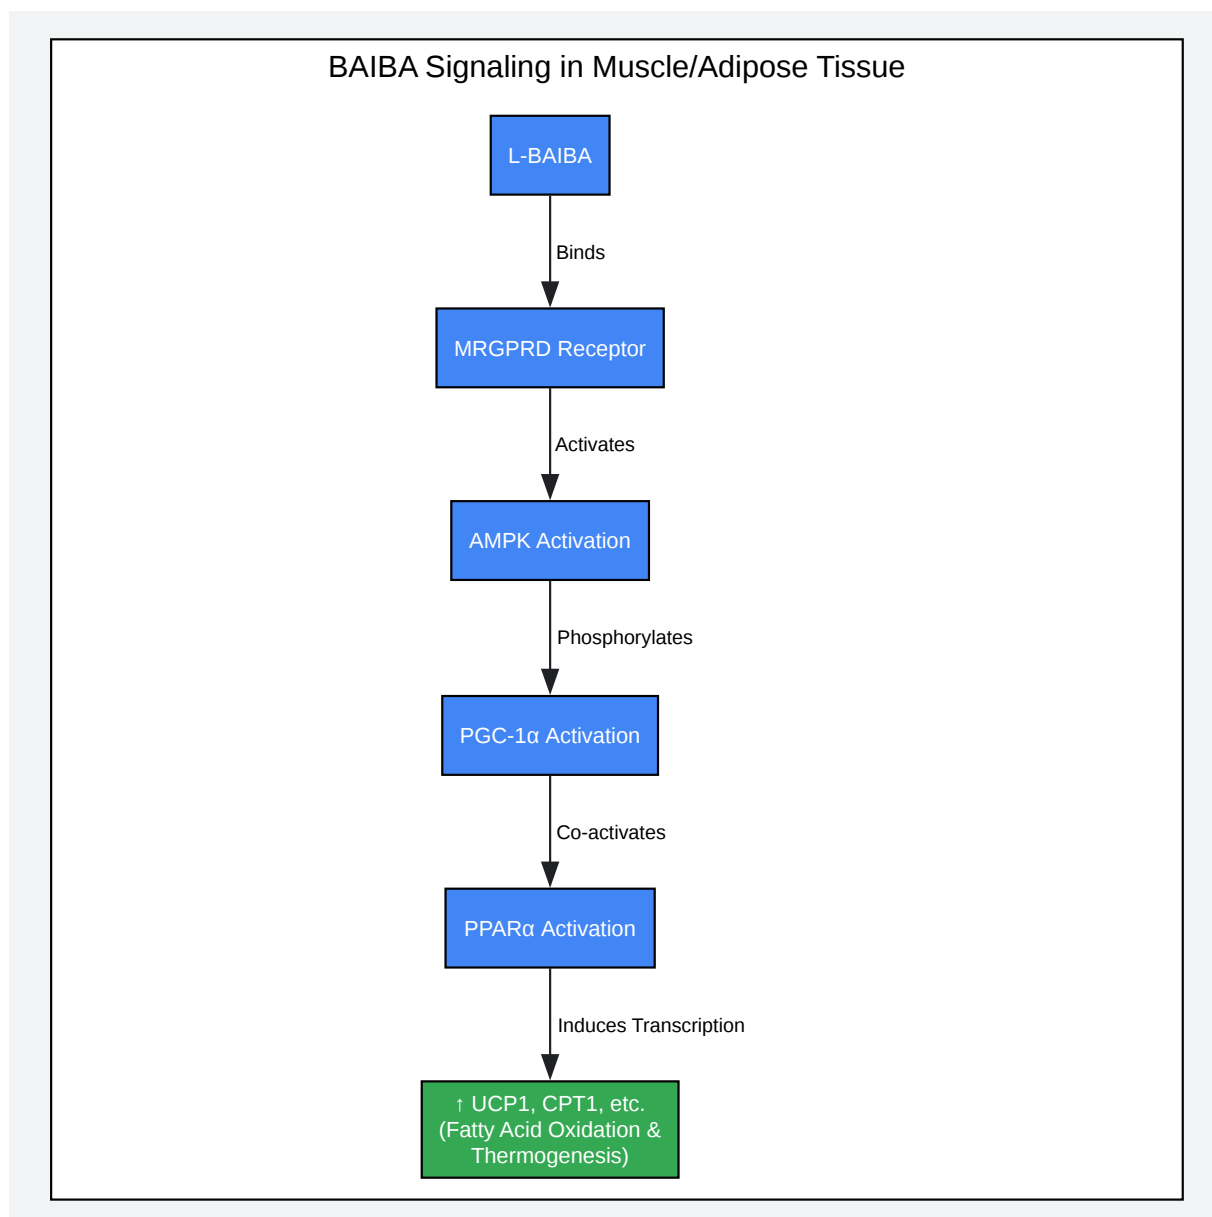 BAIBA Signaling in Muscle/Adipose Tissue
L-BAIBA
Binds
MRGPRD Receptor
Activates
AMPK Activation
Phosphorylates
PGC-1α Activation
Co-activates
PPARα Activation
Induces Transcription
↑ UCP1, CPT1, etc.
(Fatty Acid Oxidation &
Thermogenesis)